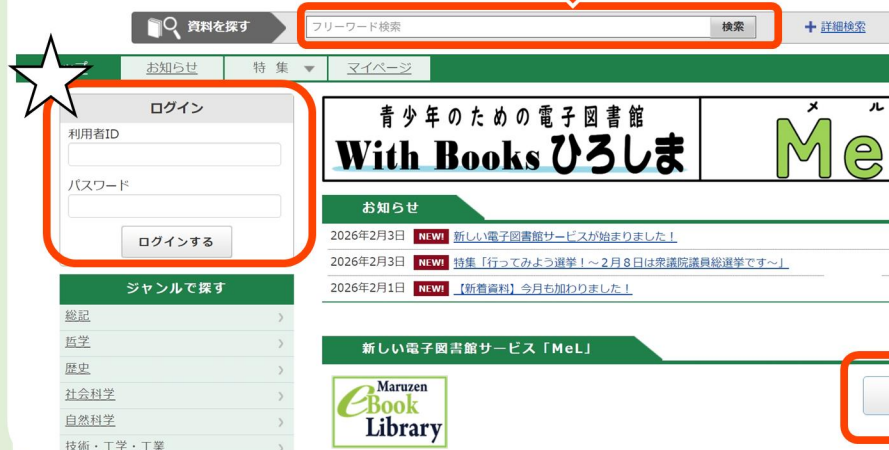 資料を探す
フリーワード検索
検索
詳細検索
お知らせ
特 集
マイページ
ログイン
利用者ID
パスワード
ログインする
青少年のための電子図書館
With Books ひろしま
メ ル
Me
お知らせ
2026年2月3日 NEW! 新しい電子図書館サービスが始まりました！
2026年2月3日 NEW! 特集「行ってみよう選挙！～2月8日は衆議院議員総選挙です～」
2026年2月1日 NEW! 【新着資料】今月も加わりました！
ジャンルで探す
総記
哲学
歴史
社会科学
自然科学
技術・工学・工業
新しい電子図書館サービス「MeL」
Maruzen
eBook
Library